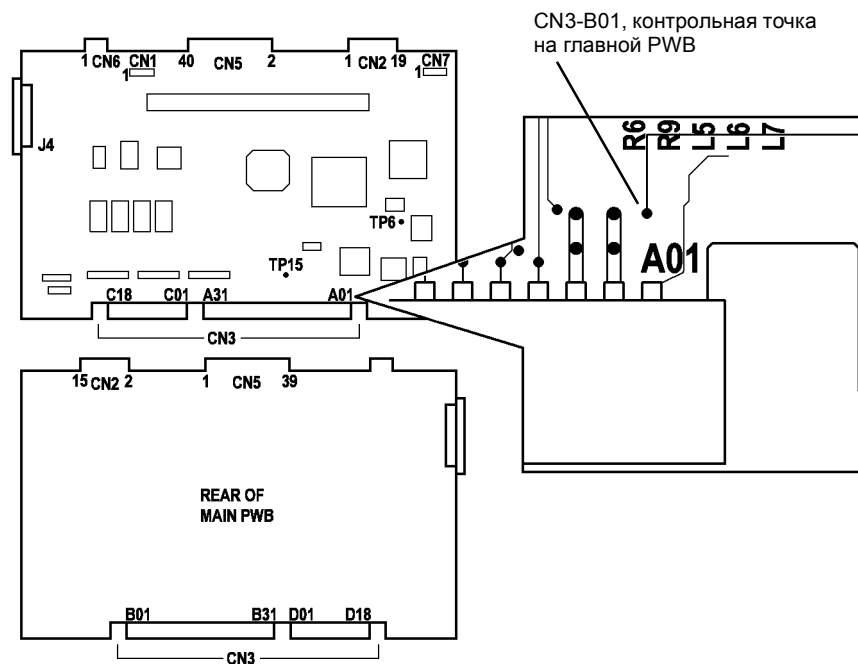 CN3-B01, контрольная точка
на главной PWB
1 CN6 CN1 40 CN5 2 1 CN2 19 CN7
1 1
J4
R6
R9
L5
L6
L7
TP6
TP15
A01
C18 C01 A31 A01
CN3
15 CN2 2 1 CN5 39
REAR OF
MAIN PWB
B01 B31 D01 D18
CN3